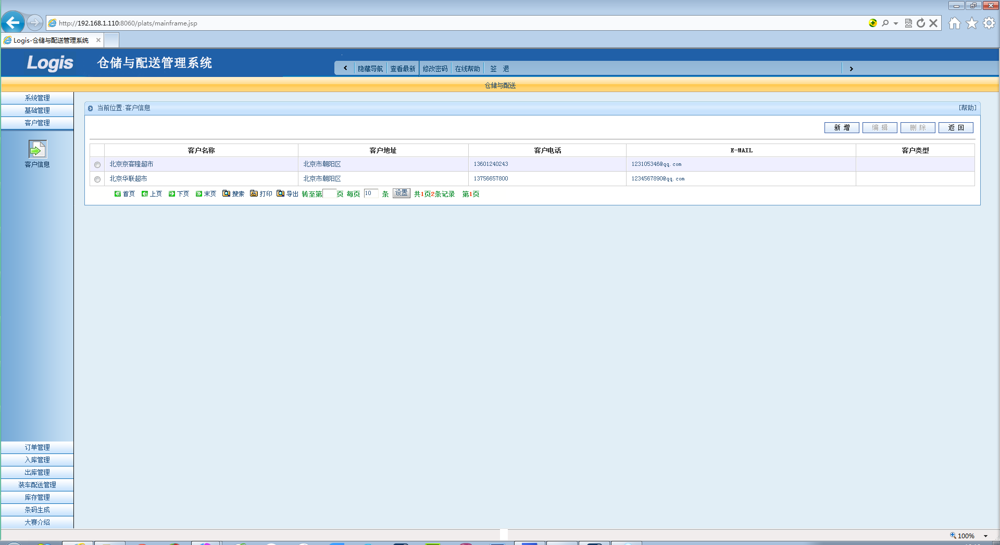 http://192.168.1.110:8060/plats/mainframe.jsp
Logis-仓储与配送管理系统
Logis 仓储与配送管理系统
隐藏导航 查看最新 修改密码 在线帮助 签 退
仓储与配送
系统管理
基础管理
客户管理
客户信息
订单管理
入库管理
出库管理
装车配送管理
库存管理
条码生成
大赛介绍
当前位置:客户信息 [帮助]
新 增 编 辑 删 除 返 回
客户名称 客户地址 客户电话 E-MAIL 客户类型
北京京客隆超市 北京市朝阳区 13601240243 123105346@qq.com
北京华联超市 北京市朝阳区 13756657800 1234567890@qq.com
首页 上页 下页 末页 搜索 打印 导出 转至第 页 每页 10 条 设置 共1页2条记录 第1页
100%